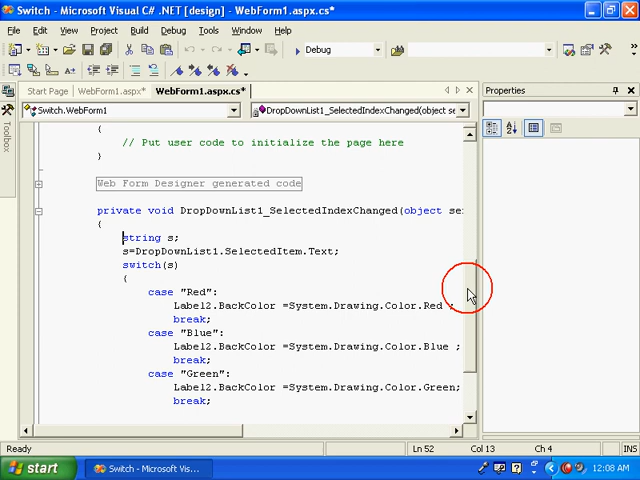 Switch - Microsoft Visual C# .NET [design] - WebForm1.aspx.cs*
File Edit View Project Build Debug Tools Window Help
Debug
Start Page WebForm1.aspx* WebForm1.aspx.cs*
Properties
Switch.WebForm1 DropDownList1_SelectedIndexChanged(object se
Toolbox
{
// Put user code to initialize the page here
}
Web Form Designer generated code
private void DropDownList1_SelectedIndexChanged(object se
{
string s;
s=DropDownList1.SelectedItem.Text;
switch(s)
{
case "Red":
Label2.BackColor =System.Drawing.Color.Red ;
break;
case "Blue":
Label2.BackColor =System.Drawing.Color.Blue ;
break;
case "Green":
Label2.BackColor =System.Drawing.Color.Green;
break;
Ready Ln 52 Col 13 Ch 4 INS
start Switch - Microsoft Vis... 12:08 AM